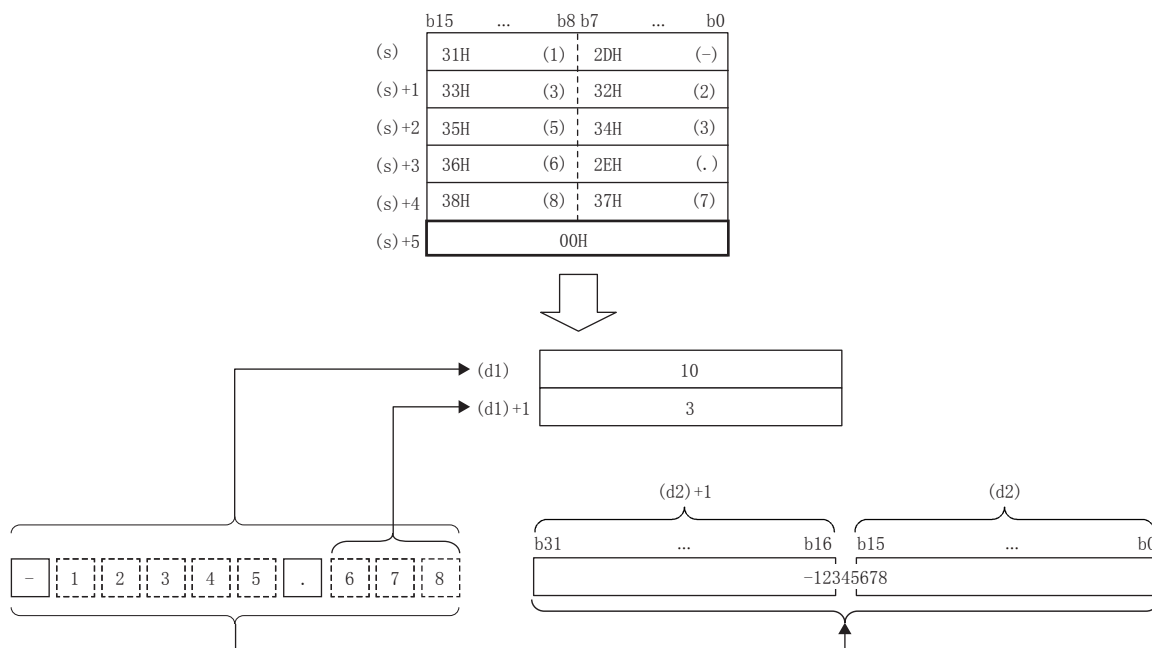 b15 ... b8 b7 ... b0
(s) 31H (1) 2DH (-)
(s)+1 33H (3) 32H (2)
(s)+2 35H (5) 34H (3)
(s)+3 36H (6) 2EH (.)
(s)+4 38H (8) 37H (7)
(s)+5 00H
(d1) 10
(d1)+1 3
(d2)+1 (d2)
b31 ... b16 b15 ... b0
- 1 2 3 4 5 . 6 7 8
-12345678